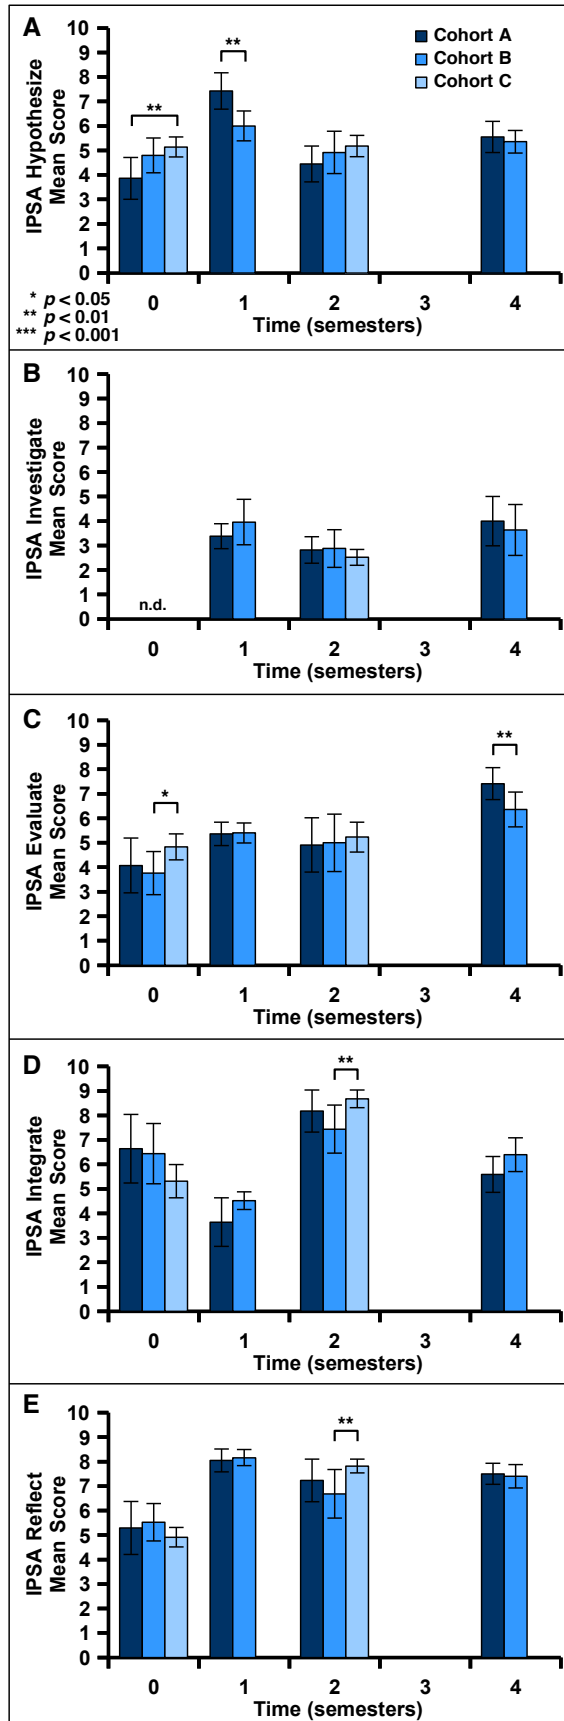 A
IPSA Hypothesize
Mean Score
10
9
8
7
6
5
4
3
2
1
0
**
**
Cohort A
Cohort B
Cohort C
0 1 2 3 4
Time (semesters)
* p < 0.05
** p < 0.01
*** p < 0.001
B
IPSA Investigate
Mean Score
10
9
8
7
6
5
4
3
2
1
0
n.d.
0 1 2 3 4
Time (semesters)
C
IPSA Evaluate
Mean Score
10
9
8
7
6
5
4
3
2
1
0
*
**
0 1 2 3 4
Time (semesters)
D
IPSA Integrate
Mean Score
10
9
8
7
6
5
4
3
2
1
0
**
0 1 2 3 4
Time (semesters)
E
IPSA Reflect
Mean Score
10
9
8
7
6
5
4
3
2
1
0
**
0 1 2 3 4
Time (semesters)